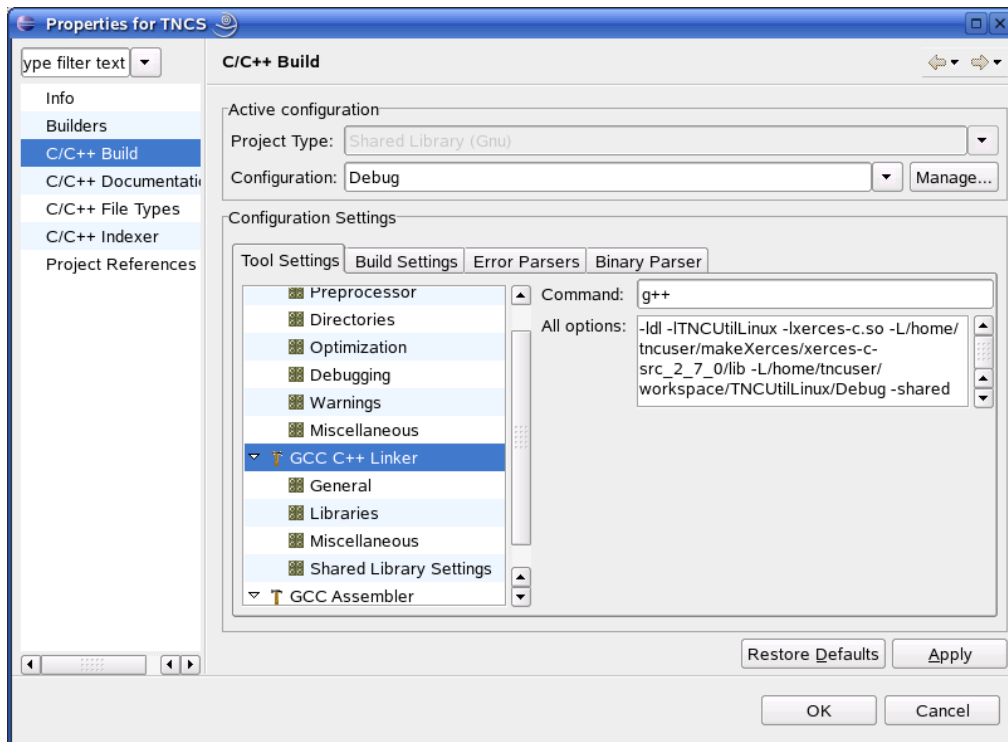 Properties for TNCS
ype filter text
Info
Builders
C/C++ Build
C/C++ Documentati
C/C++ File Types
C/C++ Indexer
Project References
C/C++ Build
Active configuration
Project Type: Shared Library (Gnu)
Configuration: Debug Manage...
Configuration Settings
Tool Settings Build Settings Error Parsers Binary Parser
Preprocessor
Directories
Optimization
Debugging
Warnings
Miscellaneous
GCC C++ Linker
General
Libraries
Miscellaneous
Shared Library Settings
GCC Assembler
Command: g++
All options: -ldl -lTNCUtilLinux -lxerces-c.so -L/home/
tncuser/makeXerces/xerces-c-
src_2_7_0/lib -L/home/tncuser/
workspace/TNCUtilLinux/Debug -shared
Restore Defaults Apply
OK Cancel